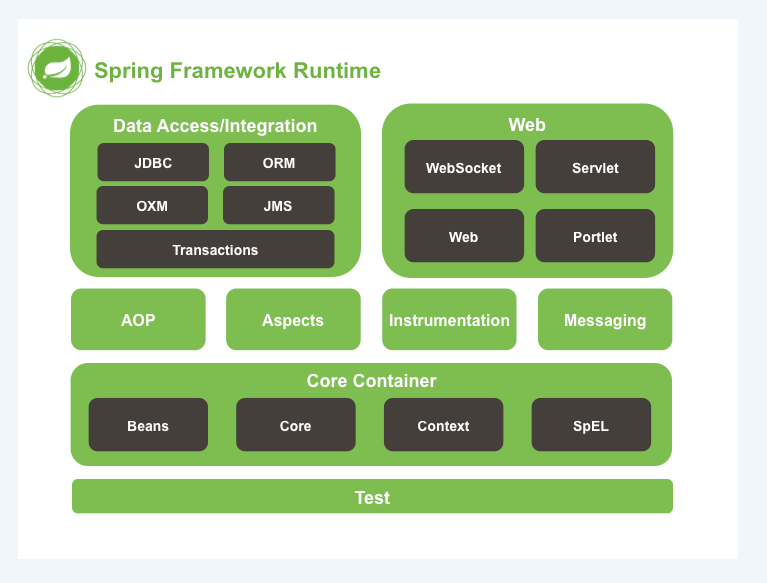 Spring Framework Runtime
Data Access/Integration
JDBC
ORM
OXM
JMS
Transactions
Web
WebSocket
Servlet
Web
Portlet
AOP
Aspects
Instrumentation
Messaging
Core Container
Beans
Core
Context
SpEL
Test